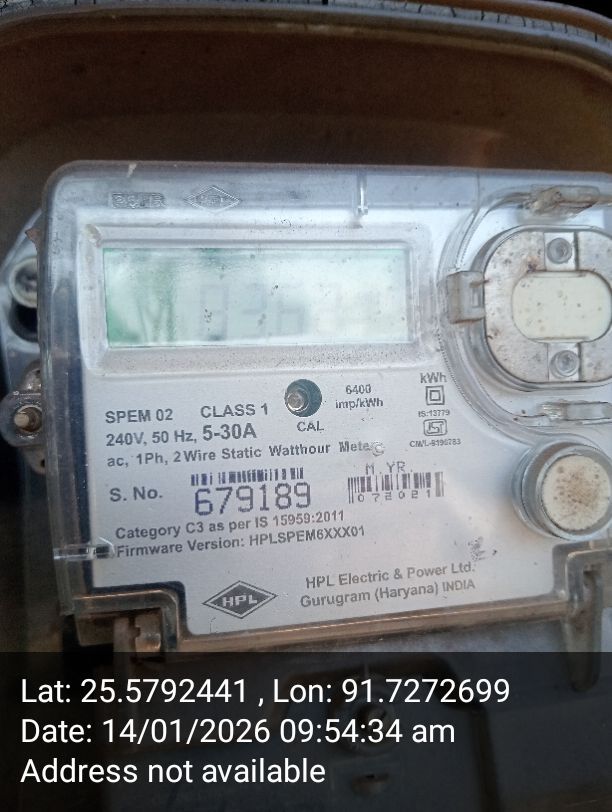 SPEM 02 CLASS 1
240V, 50 Hz, 5-30A
ac, 1Ph, 2 Wire Static Watthour Meter
CAL
6400
imp/kWh
kWh
IS:13779
CM/L-8190783
S. No. 679189
M. YR.
072021
Category C3 as per IS 15959:2011
Firmware Version: HPLSPEM6XXX01
HPL
HPL Electric & Power Ltd.
Gurugram (Haryana) INDIA
Lat: 25.5792441 , Lon: 91.7272699
Date: 14/01/2026 09:54:34 am
Address not available